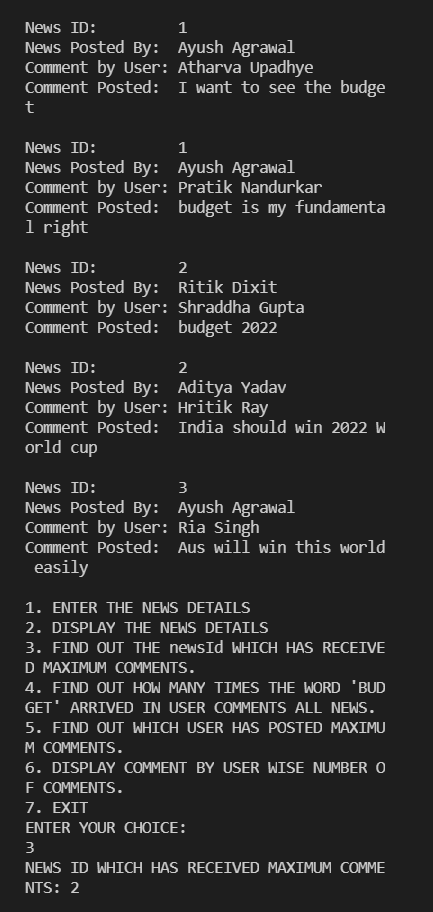 News ID:         1
News Posted By:  Ayush Agrawal
Comment by User: Atharva Upadhye
Comment Posted:  I want to see the budge
t
News ID:         1
News Posted By:  Ayush Agrawal
Comment by User: Pratik Nandurkar
Comment Posted:  budget is my fundamenta
l right
News ID:         2
News Posted By:  Ritik Dixit
Comment by User: Shraddha Gupta
Comment Posted:  budget 2022
News ID:         2
News Posted By:  Aditya Yadav
Comment by User: Hritik Ray
Comment Posted:  India should win 2022 W
orld cup
News ID:         3
News Posted By:  Ayush Agrawal
Comment by User: Ria Singh
Comment Posted:  Aus will win this world
 easily
1. ENTER THE NEWS DETAILS
2. DISPLAY THE NEWS DETAILS
3. FIND OUT THE newsId WHICH HAS RECEIVE
D MAXIMUM COMMENTS.
4. FIND OUT HOW MANY TIMES THE WORD 'BUD
GET' ARRIVED IN USER COMMENTS ALL NEWS.
5. FIND OUT WHICH USER HAS POSTED MAXIMU
M COMMENTS.
6. DISPLAY COMMENT BY USER WISE NUMBER O
F COMMENTS.
7. EXIT
ENTER YOUR CHOICE:
3
NEWS ID WHICH HAS RECEIVED MAXIMUM COMME
NTS: 2